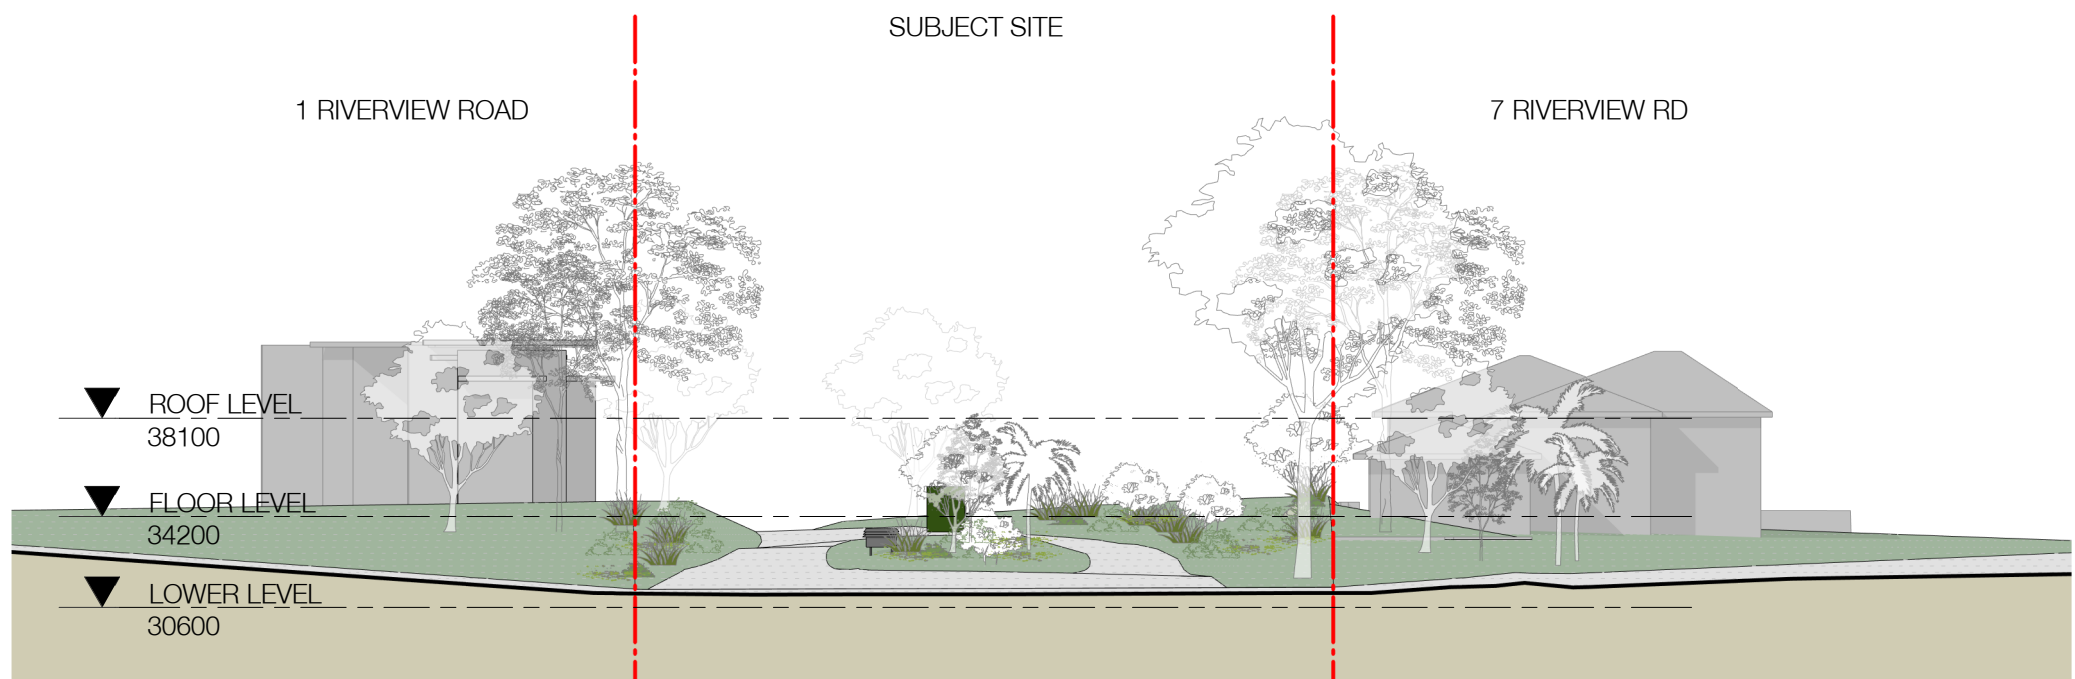 SUBJECT SITE
1 RIVERVIEW ROAD
7 RIVERVIEW RD
ROOF LEVEL
38100
FLOOR LEVEL
34200
LOWER LEVEL
30600